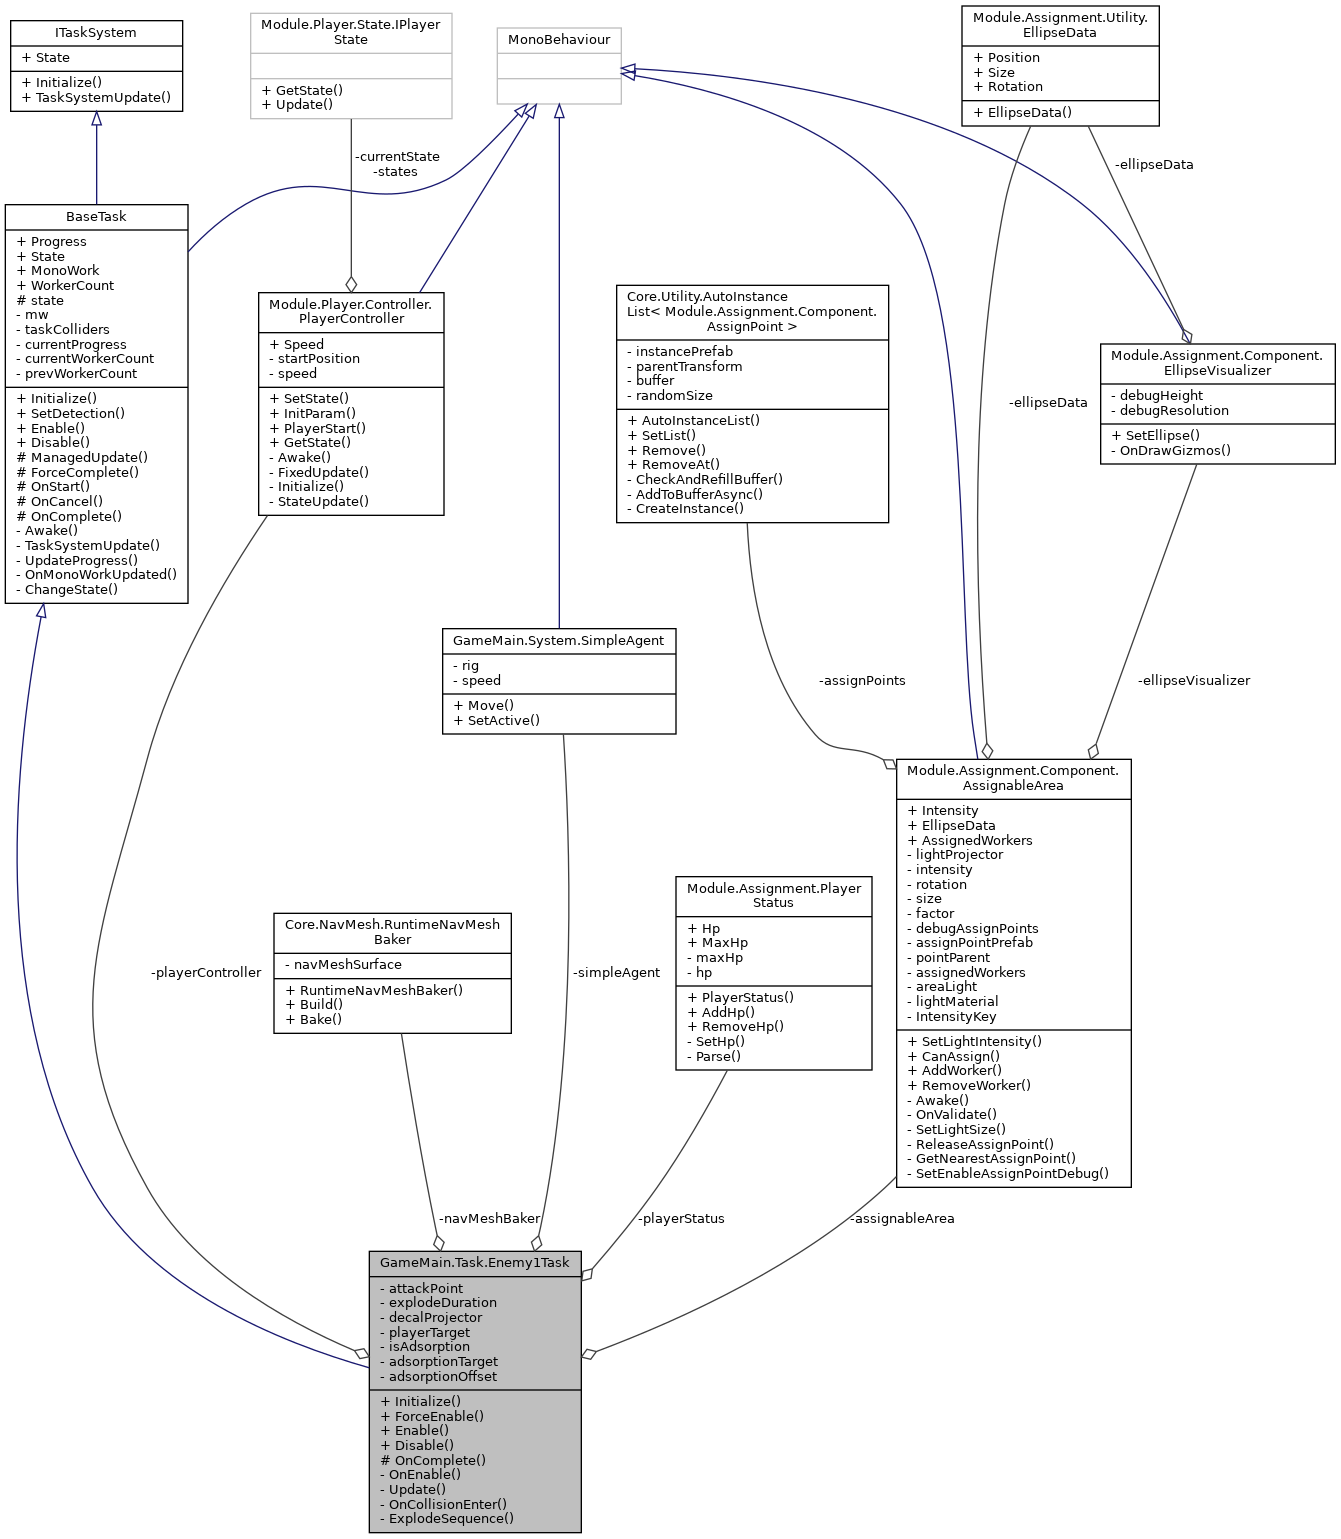 ITaskSystem
+ State
+ Initialize()
+ TaskSystemUpdate()
Module.Player.State.IPlayer
State
+ GetState()
+ Update()
MonoBehaviour
Module.Assignment.Utility.
EllipseData
+ Position
+ Size
+ Rotation
+ EllipseData()
-currentState
-states
-ellipseData
BaseTask
+ Progress
+ State
+ MonoWork
+ WorkerCount
# state
- mw
- taskColliders
- currentProgress
- currentWorkerCount
- prevWorkerCount
+ Initialize()
+ SetDetection()
+ Enable()
+ Disable()
# ManagedUpdate()
# ForceComplete()
# OnStart()
# OnCancel()
# OnComplete()
- Awake()
- TaskSystemUpdate()
- UpdateProgress()
- OnMonoWorkUpdated()
- ChangeState()
Module.Player.Controller.
PlayerController
+ Speed
- startPosition
- speed
+ SetState()
+ InitParam()
+ PlayerStart()
+ GetState()
- Awake()
- FixedUpdate()
- Initialize()
- StateUpdate()
Core.Utility.AutoInstance
List< Module.Assignment.Component.
AssignPoint >
- instancePrefab
- parentTransform
- buffer
- randomSize
+ AutoInstanceList()
+ SetList()
+ Remove()
+ RemoveAt()
- CheckAndRefillBuffer()
- AddToBufferAsync()
- CreateInstance()
-ellipseData
Module.Assignment.Component.
EllipseVisualizer
- debugHeight
- debugResolution
+ SetEllipse()
- OnDrawGizmos()
GameMain.System.SimpleAgent
- rig
- speed
+ Move()
+ SetActive()
-assignPoints
-ellipseVisualizer
Module.Assignment.Component.
AssignableArea
+ Intensity
+ EllipseData
+ AssignedWorkers
- lightProjector
- intensity
- rotation
- size
- factor
- debugAssignPoints
- assignPointPrefab
- pointParent
- assignedWorkers
- areaLight
- lightMaterial
- IntensityKey
+ SetLightIntensity()
+ CanAssign()
+ AddWorker()
+ RemoveWorker()
- Awake()
- OnValidate()
- SetLightSize()
- ReleaseAssignPoint()
- GetNearestAssignPoint()
- SetEnableAssignPointDebug()
-playerController
Core.NavMesh.RuntimeNavMesh
Baker
- navMeshSurface
+ RuntimeNavMeshBaker()
+ Build()
+ Bake()
-simpleAgent
Module.Assignment.Player
Status
+ Hp
+ MaxHp
- maxHp
- hp
+ PlayerStatus()
+ AddHp()
+ RemoveHp()
- SetHp()
- Parse()
-navMeshBaker
-playerStatus
-assignableArea
GameMain.Task.Enemy1Task
- attackPoint
- explodeDuration
- decalProjector
- playerTarget
- isAdsorption
- adsorptionTarget
- adsorptionOffset
+ Initialize()
+ ForceEnable()
+ Enable()
+ Disable()
# OnComplete()
- OnEnable()
- Update()
- OnCollisionEnter()
- ExplodeSequence()